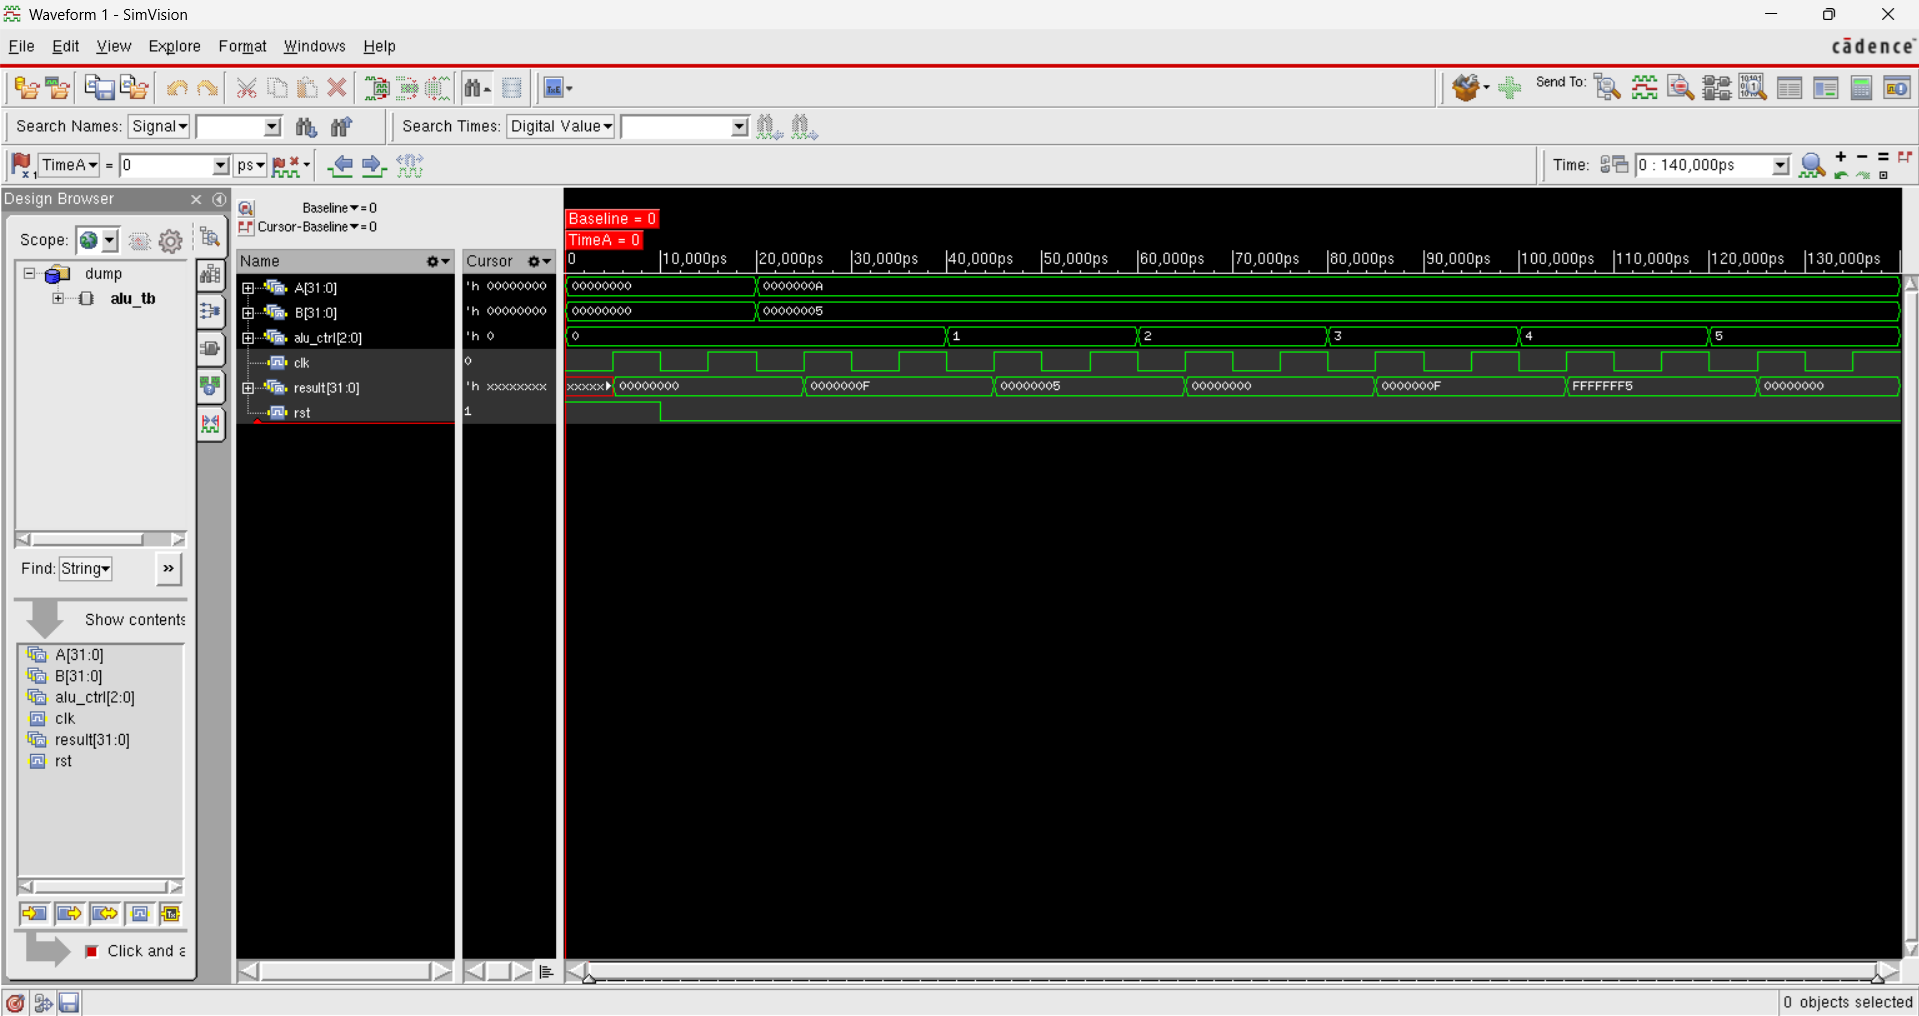 Waveform 1 - SimVision
File Edit View Explore Format Windows Help
cādence
Send To:
Search Names: Signal Search Times: Digital Value
TimeA = 0 ps Time: 0 : 140,000ps
Design Browser
Baseline = 0
Cursor-Baseline = 0
Scope:
dump
alu_tb
Baseline = 0
TimeA = 0
Name Cursor 0 10,000ps 20,000ps 30,000ps 40,000ps 50,000ps 60,000ps 70,000ps 80,000ps 90,000ps 100,000ps 110,000ps 120,000ps 130,000ps
A[31:0] 'h 00000000 00000000 0000000A
B[31:0] 'h 00000000 00000000 00000005
alu_ctrl[2:0] 'h 0 0 1 2 3 4 5
clk 0
result[31:0] 'h xxxxxxxx xxxxx 00000000 0000000F 00000005 00000000 0000000F FFFFFFF5 00000000
rst 1
Find: String »
Show contents
A[31:0]
B[31:0]
alu_ctrl[2:0]
clk
result[31:0]
rst
Click and a
0 objects selected